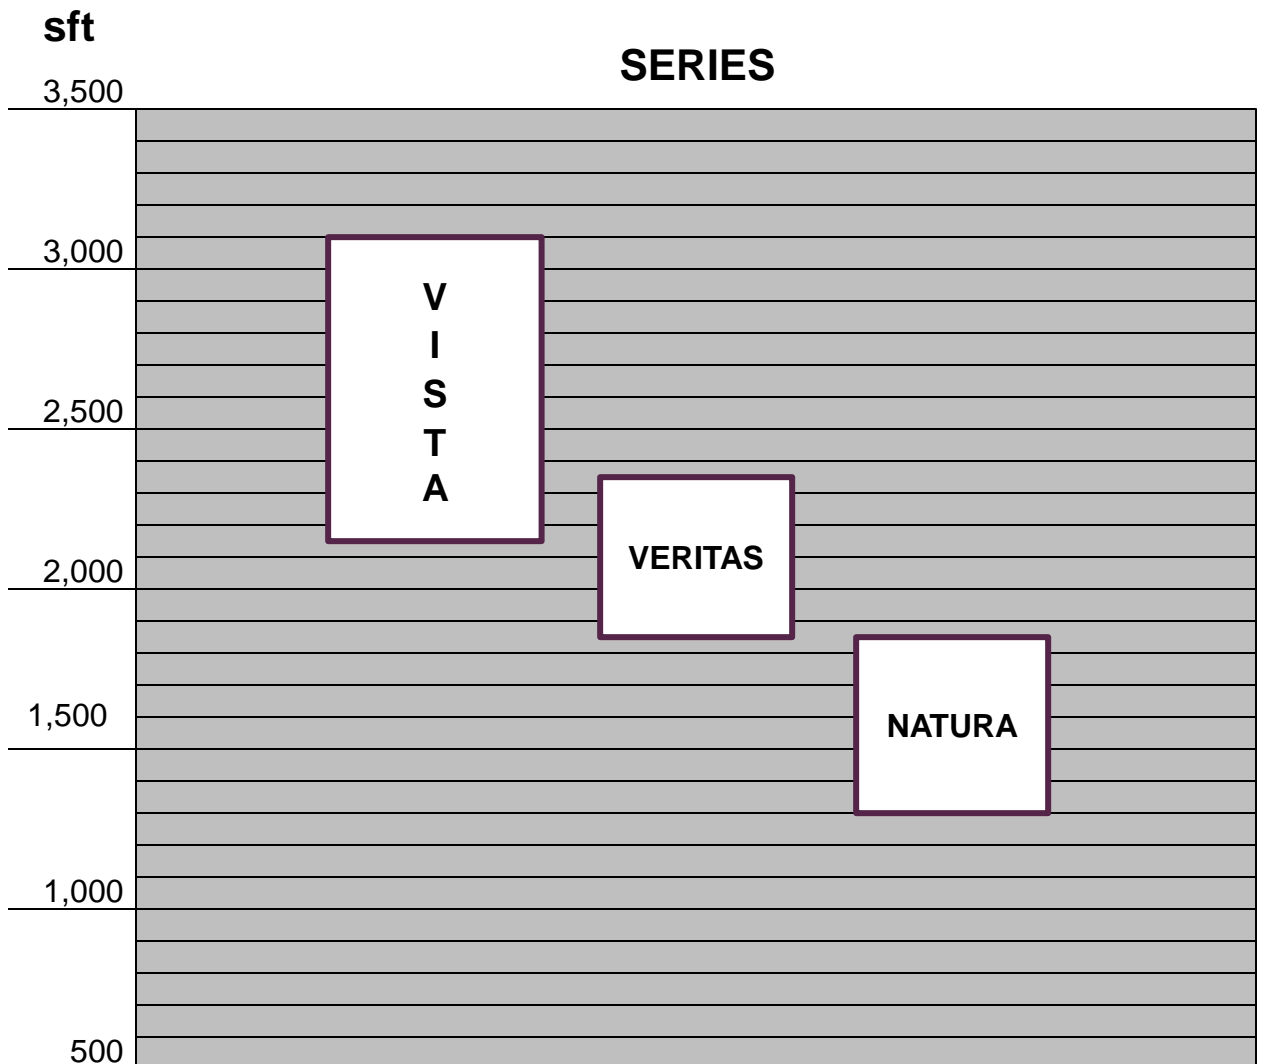 sft
SERIES
3,500
3,000
V
I
S
T
A
2,500
VERITAS
2,000
1,500
NATURA
1,000
500